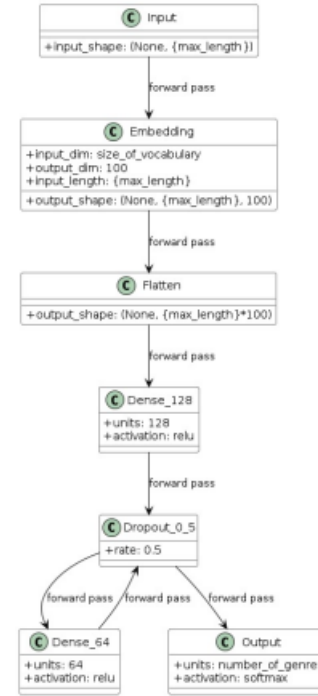 C Input
+input_shape: (None, {max_length})
forward pass
C Embedding
+input_dim: size_of_vocabulary
+output_dim: 100
+input_length: {max_length}
+output_shape: (None, {max_length}, 100)
forward pass
C Flatten
+output_shape: (None, {max_length}*100)
forward pass
C Dense_128
+units: 128
+activation: relu
forward pass
C Dropout_0_5
+rate: 0.5
forward pass forward pass forward pass
C Dense_64
+units: 64
+activation: relu
C Output
+units: number_of_genre
+activation: softmax